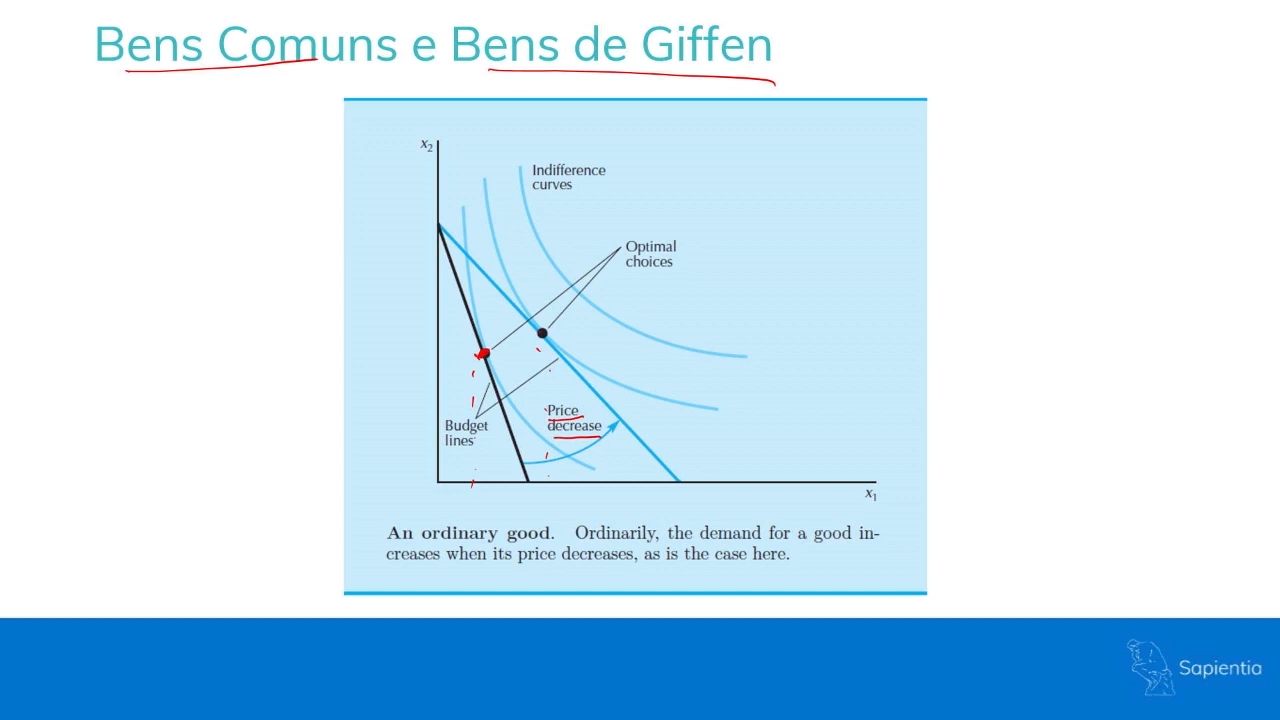 Bens Comuns e Bens de Giffen
x2
Indifference
curves
Optimal
choices
Price
decrease
Budget
lines
x1
An ordinary good. Ordinarily, the demand for a good in-
creases when its price decreases, as is the case here.
Sapientia